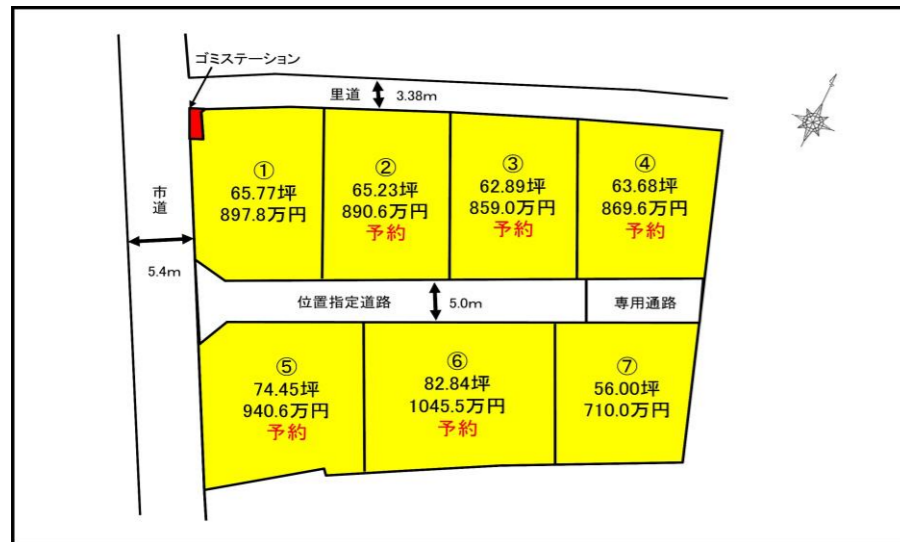 ゴミステーション
里道 3.38m
市道
5.4m
①
65.77坪
897.8万円
②
65.23坪
890.6万円
予約
③
62.89坪
859.0万円
予約
④
63.68坪
869.6万円
予約
位置指定道路 5.0m
専用通路
⑤
74.45坪
940.6万円
予約
⑥
82.84坪
1045.5万円
予約
⑦
56.00坪
710.0万円